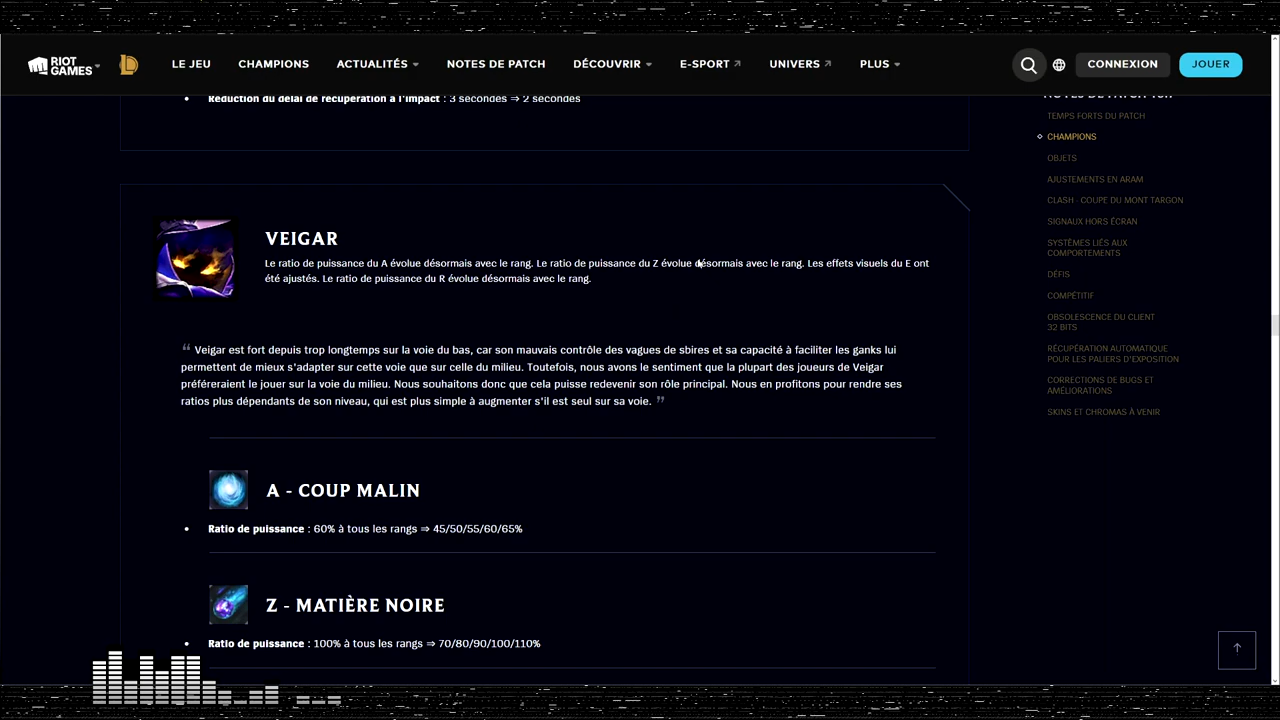 RIOT GAMES
LE JEU
CHAMPIONS
ACTUALITÉS
NOTES DE PATCH
DÉCOUVRIR
E-SPORT
UNIVERS
PLUS
CONNEXION
JOUER
Réduction du délai de récupération à l'impact : 3 secondes ⇒ 2 secondes
VEIGAR
Le ratio de puissance du A évolue désormais avec le rang. Le ratio de puissance du Z évolue désormais avec le rang. Les effets visuels du E ont
été ajustés. Le ratio de puissance du R évolue désormais avec le rang.
“ Veigar est fort depuis trop longtemps sur la voie du bas, car son mauvais contrôle des vagues de sbires et sa capacité à faciliter les ganks lui
permettent de mieux s'adapter sur cette voie que sur celle du milieu. Toutefois, nous avons le sentiment que la plupart des joueurs de Veigar
préféreraient le jouer sur la voie du milieu. Nous souhaitons donc que cela puisse redevenir son rôle principal. Nous en profitons pour rendre ses
ratios plus dépendants de son niveau, qui est plus simple à augmenter s'il est seul sur sa voie. ”
A - COUP MALIN
Ratio de puissance : 60% à tous les rangs ⇒ 45/50/55/60/65%
Z - MATIÈRE NOIRE
Ratio de puissance : 100% à tous les rangs ⇒ 70/80/90/100/110%
NOTES DE PATCH
TEMPS FORTS DU PATCH
CHAMPIONS
OBJETS
AJUSTEMENTS EN ARAM
CLASH - COUPE DU MONT TARGON
SIGNAUX HORS ÉCRAN
SYSTÈMES LIÉS AUX
COMPORTEMENTS
DÉFIS
COMPÉTITIF
OBSOLESCENCE DU CLIENT
32 BITS
RÉCUPÉRATION AUTOMATIQUE
POUR LES PALIERS D'EXPOSITION
CORRECTIONS DE BUGS ET
AMÉLIORATIONS
SKINS ET CHROMAS À VENIR